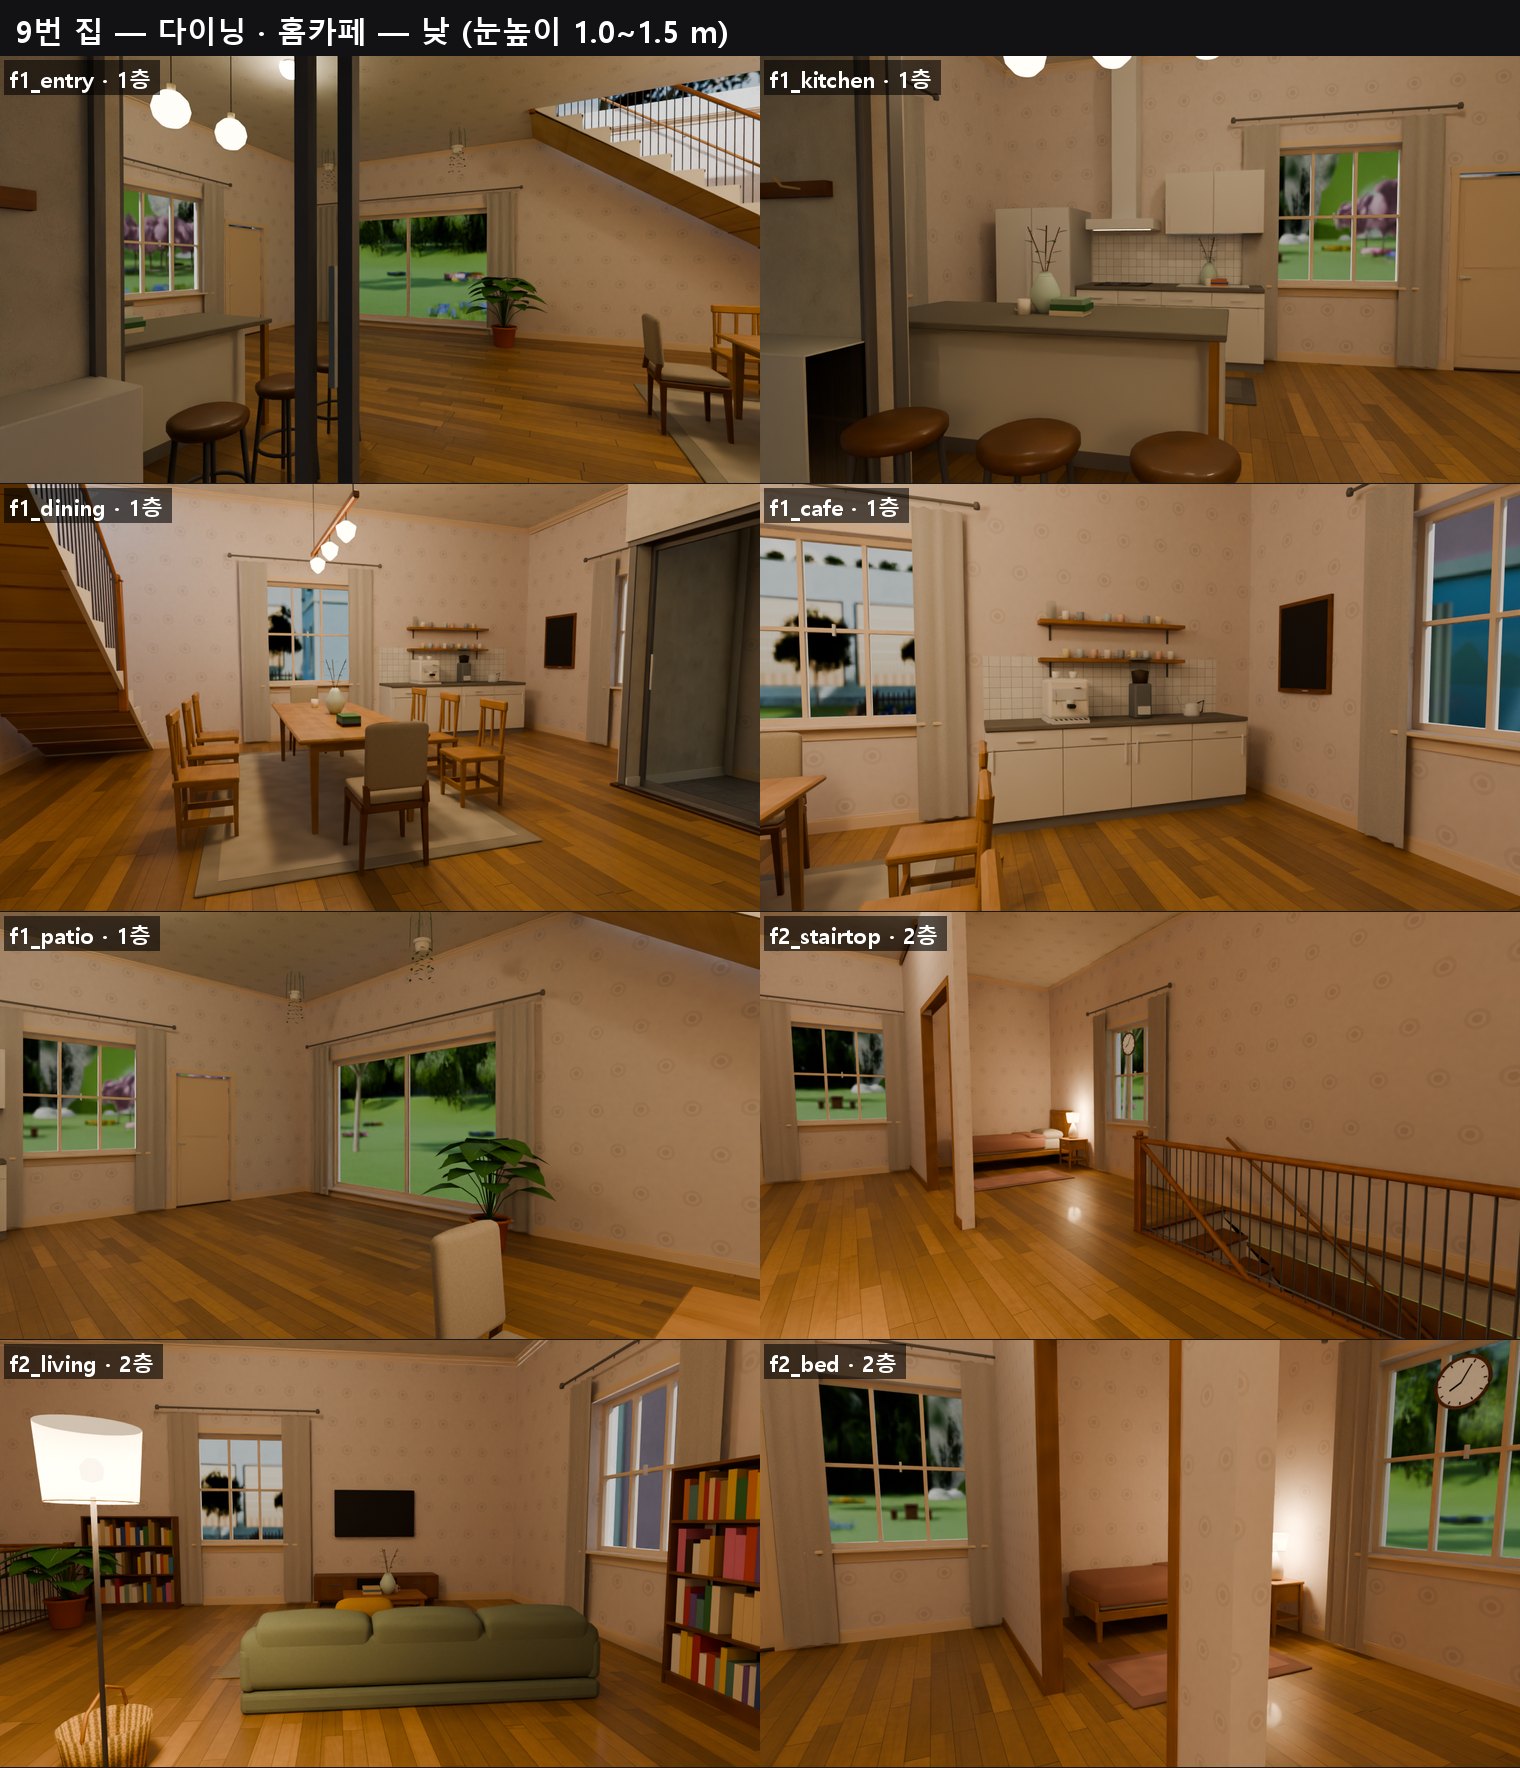 9번 집 — 다이닝 · 홈카페 — 낮 (눈높이 1.0~1.5 m)
f1_entry · 1층
f1_kitchen · 1층
f1_dining · 1층
f1_cafe · 1층
f1_patio · 1층
f2_stairtop · 2층
f2_living · 2층
f2_bed · 2층